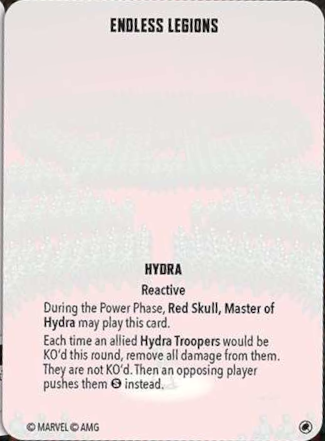 ENDLESS LEGIONS
HYDRA
Reactive
During the Power Phase, Red Skull, Master of
Hydra may play this card.
Each time an allied Hydra Troopers would be
KO'd this round, remove all damage from them.
They are not KO'd. Then an opposing player
pushes them S instead.
© MARVEL © AMG